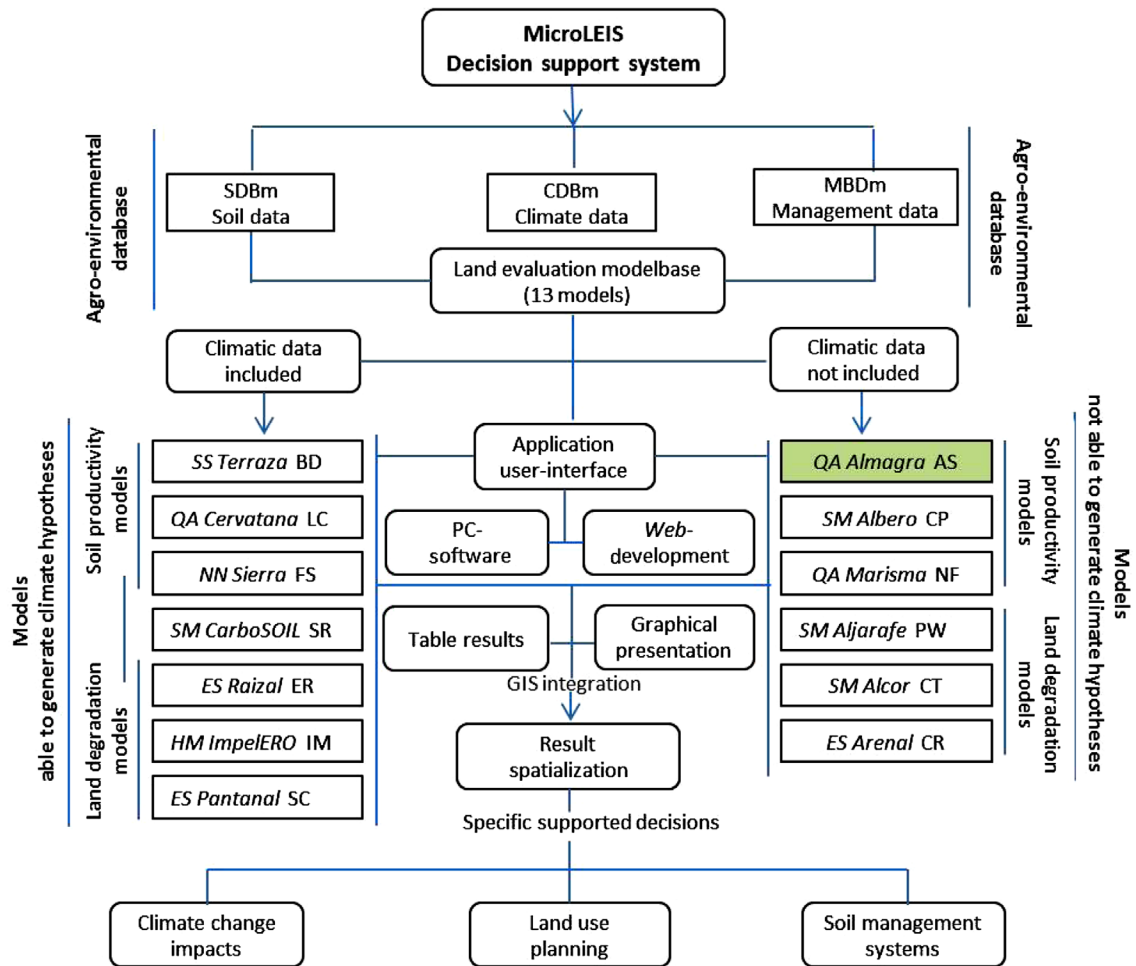 MicroLEIS
Decision support system
Agro-environmental
database
SDBm
Soil data
CDBm
Climate data
MBDm
Management data
Agro-environmental
database
Land evaluation modelbase
(13 models)
Climatic data
included
Climatic data
not included
Models
able to generate climate hypotheses
Soil productivity
models
Land degradation
models
SS Terraza BD
QA Cervatana LC
NN Sierra FS
SM CarboSOIL SR
ES Raizal ER
HM ImpelERO IM
ES Pantanal SC
Application
user-interface
PC-
software
Web-
development
Table results
Graphical
presentation
GIS integration
Result
spatialization
Specific supported decisions
QA Almagra AS
SM Albero CP
QA Marisma NF
SM Aljarafe PW
SM Alcor CT
ES Arenal CR
Soil productivity
models
Land degradation
models
Models
not able to generate climate hypotheses
Climate change
impacts
Land use
planning
Soil management
systems